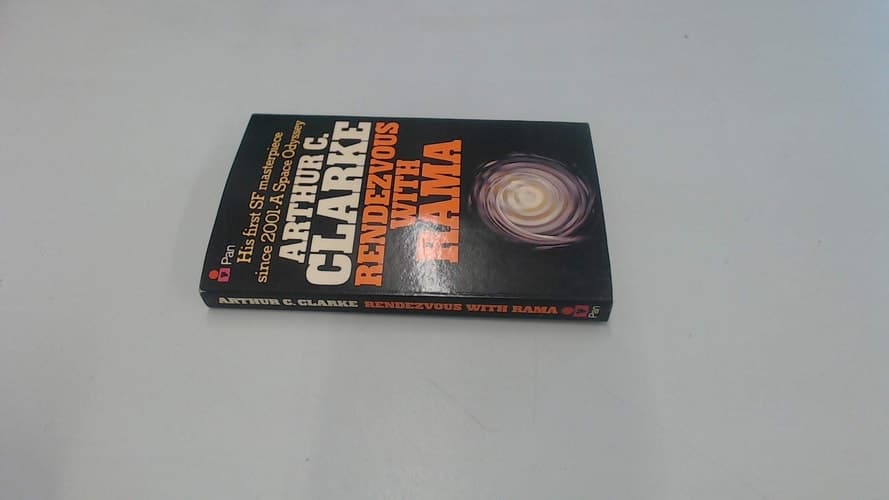 Pan
His first SF masterpiece
since 2001-A Space Odyssey
ARTHUR C.
CLARKE
RENDEZVOUS
WITH
RAMA
ARTHUR C. CLARKE RENDEZVOUS WITH RAMA Pan